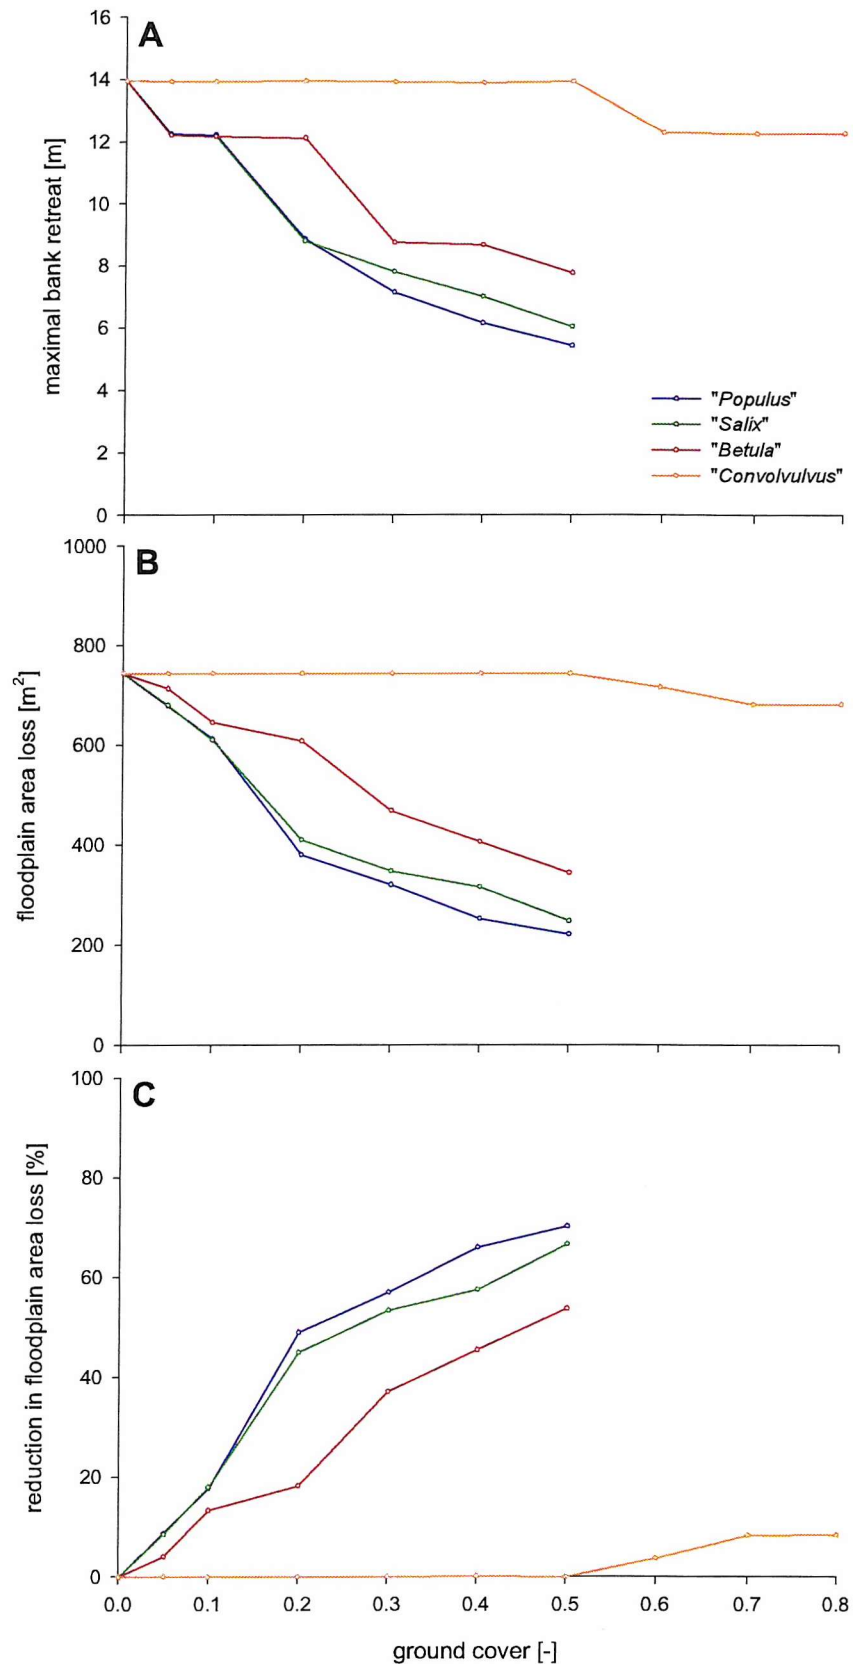 A
16
14
12
10
8
6
4
2
0
maximal bank retreat [m]
"Populus"
"Salix"
"Betula"
"Convolvulvus"
B
1000
800
600
400
200
0
floodplain area loss [m²]
C
100
80
60
40
20
0
reduction in floodplain area loss [%]
0.0 0.1 0.2 0.3 0.4 0.5 0.6 0.7 0.8
ground cover [-]